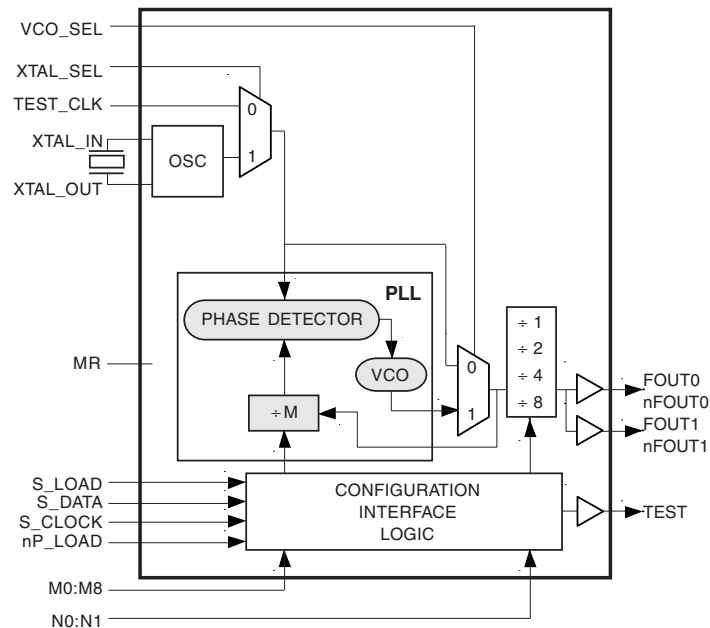 VCO_SEL
XTAL_SEL
TEST_CLK
0
XTAL_IN
OSC
1
XTAL_OUT
PLL
PHASE DETECTOR
÷ 1
÷ 2
÷ 4
÷ 8
MR
VCO
0
1
÷M
FOUT0
nFOUT0
FOUT1
nFOUT1
S_LOAD
S_DATA
S_CLOCK
nP_LOAD
CONFIGURATION
INTERFACE
LOGIC
TEST
M0:M8
N0:N1